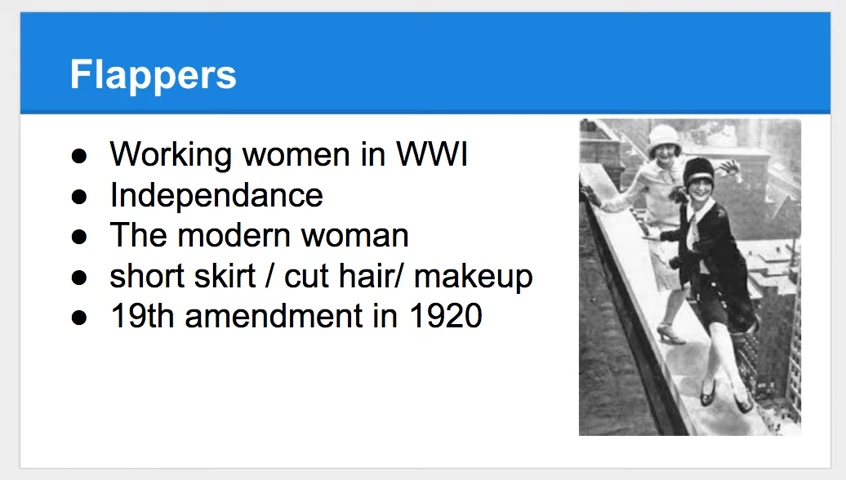 Flappers
● Working women in WWI
● Independance
● The modern woman
● short skirt / cut hair/ makeup
● 19th amendment in 1920